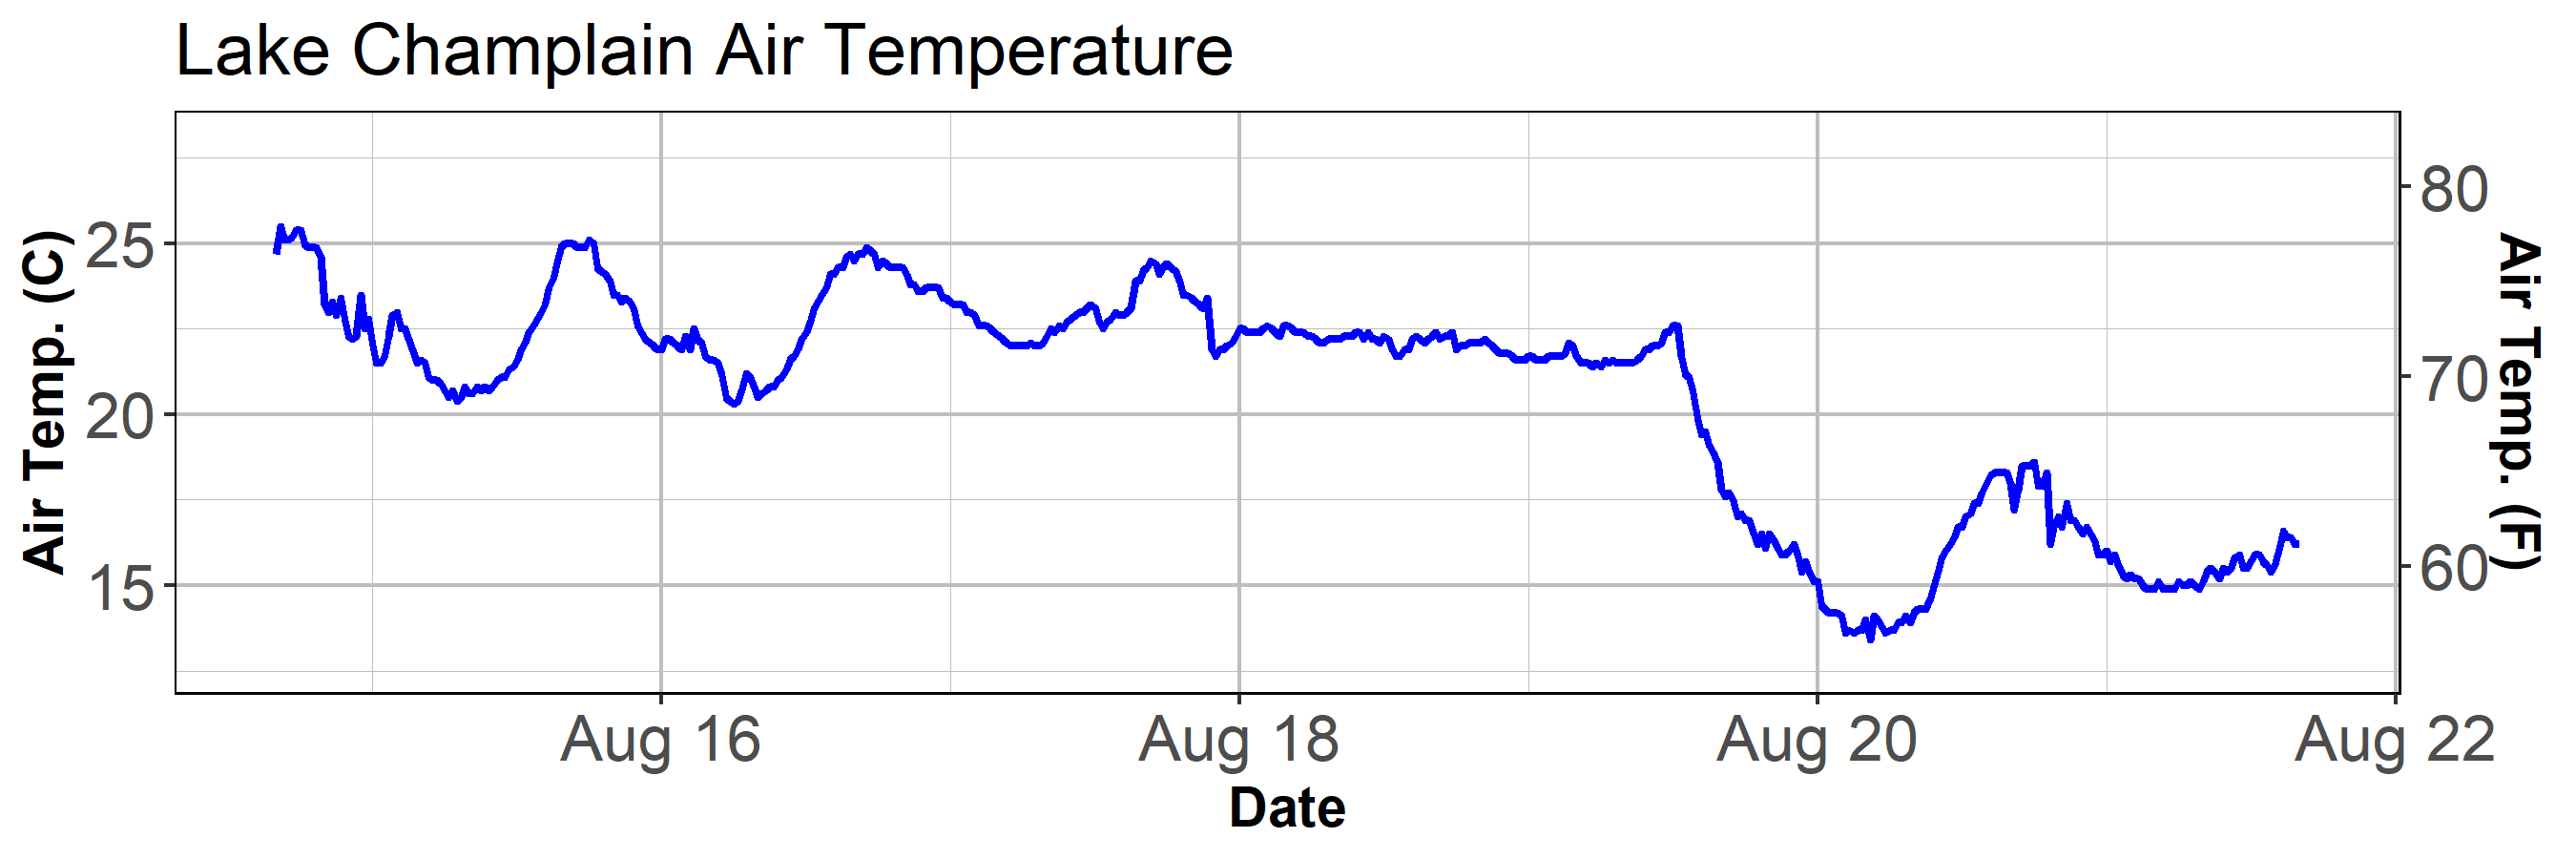 Lake Champlain Air Temperature
Air Temp. (C)
25
20
15
80
70
60
Air Temp. (F)
Aug 16
Aug 18
Aug 20
Aug 22
Date